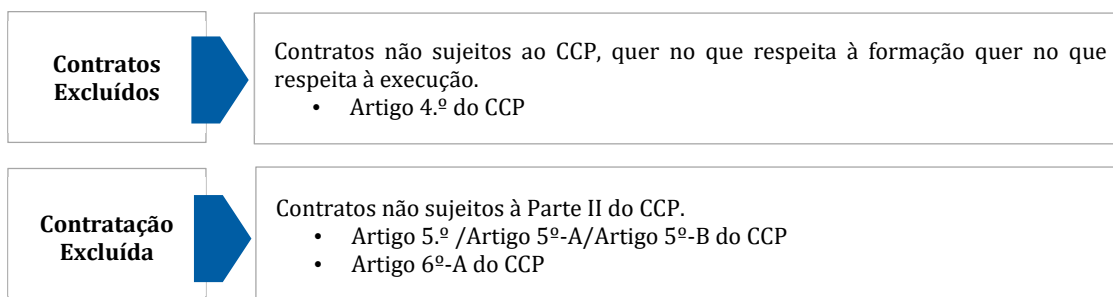 Contratos
Excluídos
Contratos não sujeitos ao CCP, quer no que respeita à formação quer no que
respeita à execução.
• Artigo 4.º do CCP
Contratação
Excluída
Contratos não sujeitos à Parte II do CCP.
• Artigo 5.º /Artigo 5º-A/Artigo 5º-B do CCP
• Artigo 6º-A do CCP